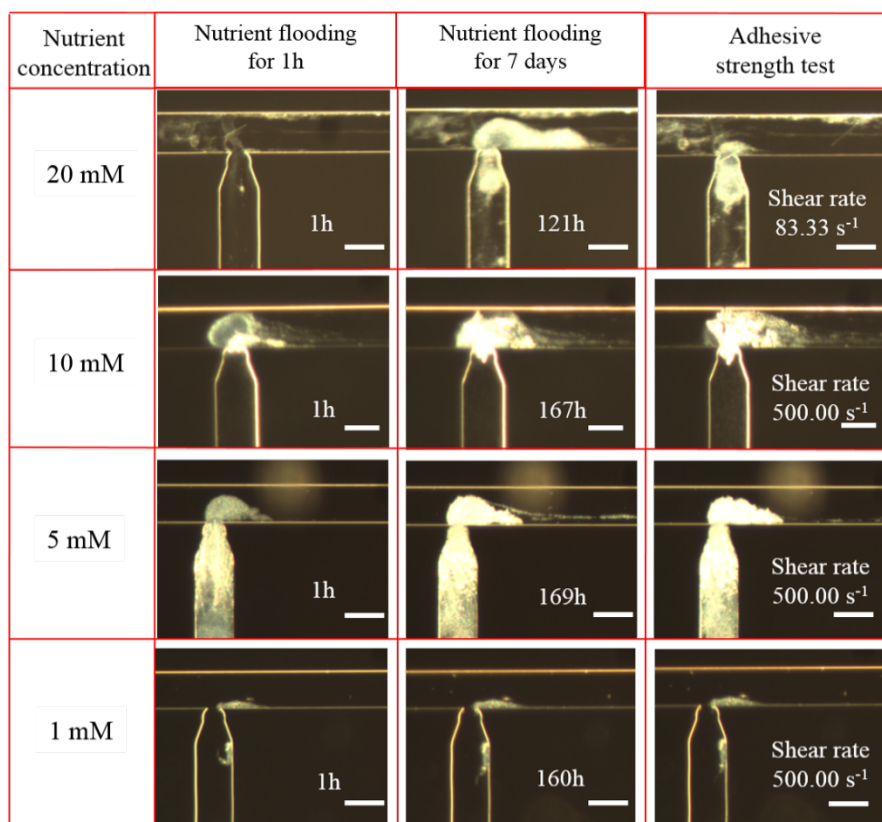 Nutrient concentration
Nutrient flooding for 1h
Nutrient flooding for 7 days
Adhesive strength test
20 mM
1h
121h
Shear rate
83.33 s⁻¹
10 mM
1h
167h
Shear rate
500.00 s⁻¹
5 mM
1h
169h
Shear rate
500.00 s⁻¹
1 mM
1h
160h
Shear rate
500.00 s⁻¹